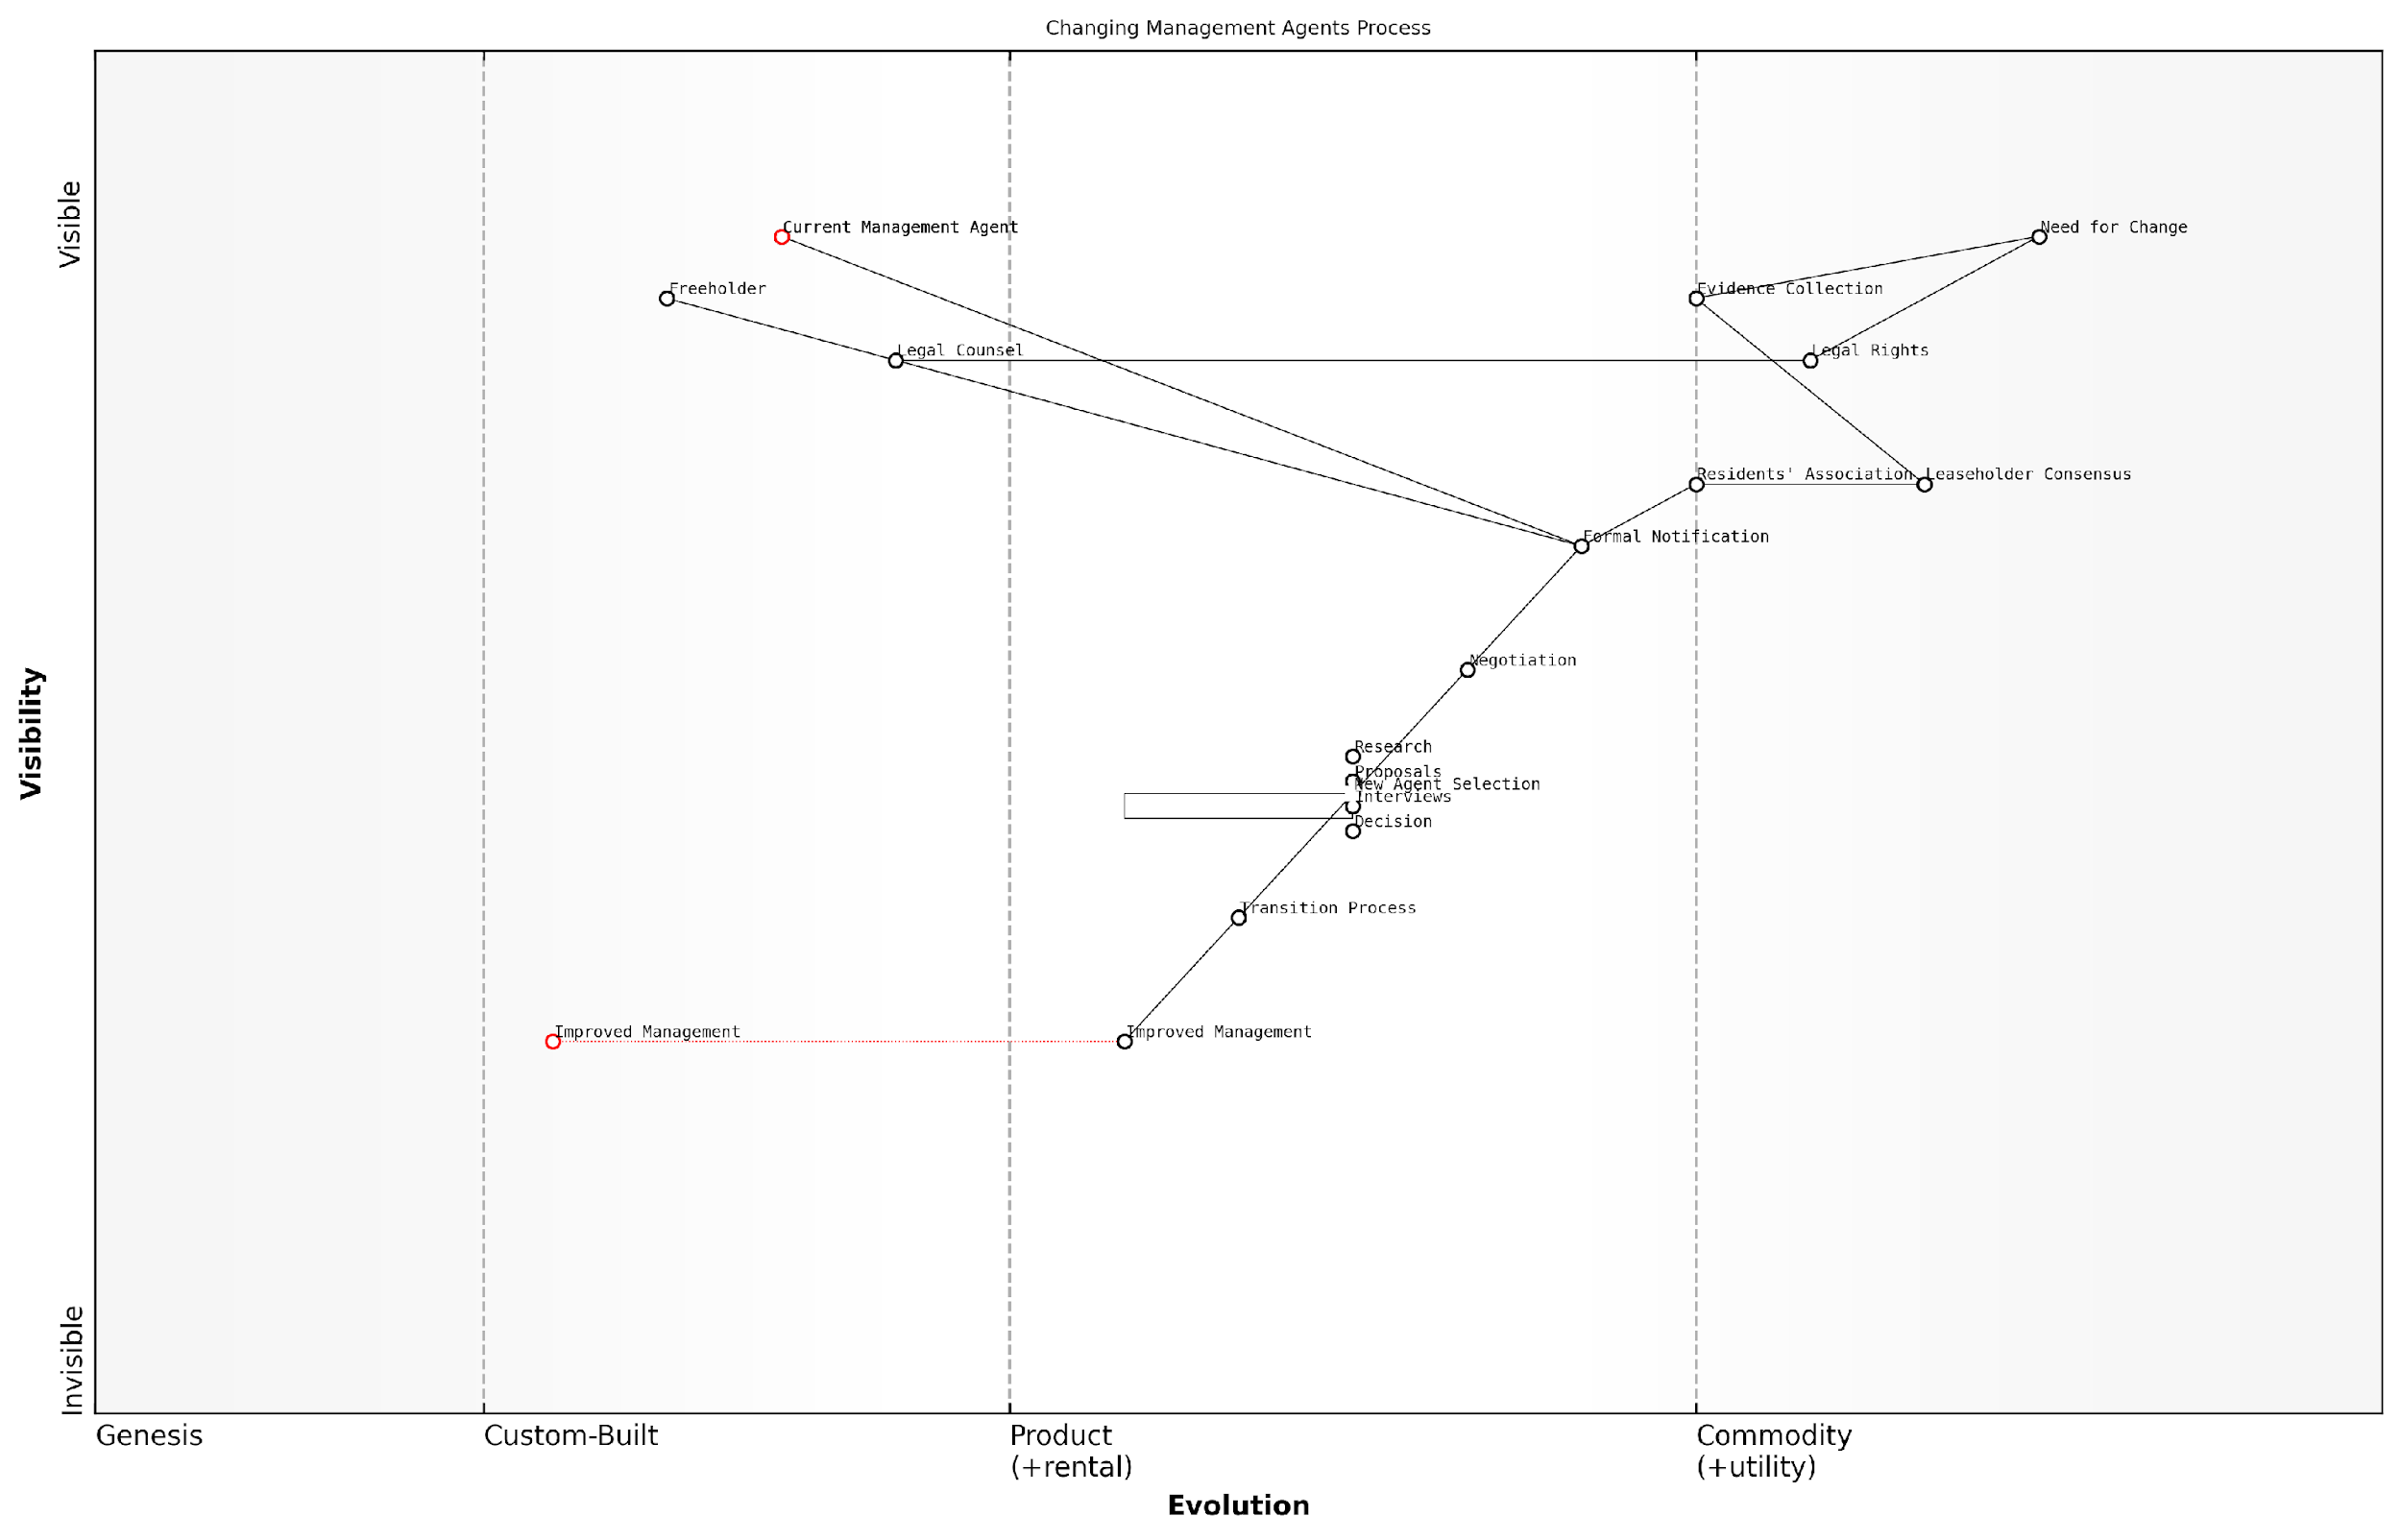 Changing Management Agents Process
Visible
Current Management Agent
Need for Change
Freeholder
Evidence Collection
Legal Counsel
Legal Rights
Residents' Association
Leaseholder Consensus
Formal Notification
Visibility
Negotiation
Research
Proposals
New Agent Selection
Interviews
Decision
Transition Process
Improved Management
Improved Management
Invisible
Genesis
Custom-Built
Product
(+rental)
Commodity
(+utility)
Evolution